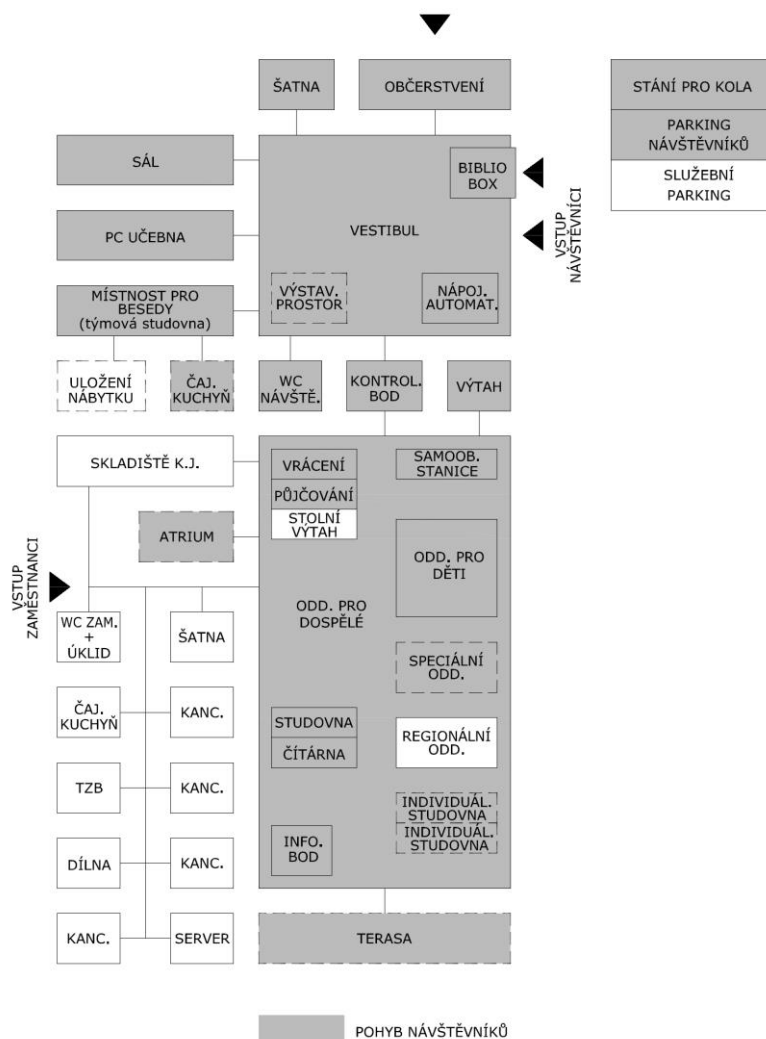 ŠATNA
OBČERSTVENÍ
STÁNÍ PRO KOLA
PARKING
NÁVŠTĚVNÍKŮ
SLUŽEBNÍ
PARKING
SÁL
BIBLIO
BOX
PC UČEBNA
VESTIBUL
VSTUP
NÁVŠTĚVNÍCI
MÍSTNOST PRO
BESEDY
(týmová studovna)
VÝSTAV.
PROSTOR
NÁPOJ.
AUTOMAT.
ULOŽENÍ
NÁBYTKU
ČAJ.
KUCHYŇ
WC
NÁVŠTĚ.
KONTROL.
BOD
VÝTAH
SKLADIŠTĚ K.J.
VRÁCENÍ
PŮJČOVÁNÍ
STOLNÍ
VÝTAH
SAMOOB.
STANICE
ATRIUM
ODD. PRO
DĚTI
VSTUP
ZAMĚSTNANCI
WC ZAM.
+
ÚKLID
ŠATNA
ODD. PRO
DOSPĚLÉ
SPECIÁLNÍ
ODD.
ČAJ.
KUCHYŇ
KANC.
STUDOVNA
ČÍTÁRNA
REGIONÁLNÍ
ODD.
TZB
KANC.
INDIVIDUÁL.
STUDOVNA
INDIVIDUÁL.
STUDOVNA
INFO.
BOD
DÍLNA
KANC.
KANC.
SERVER
TERASA
POHYB NÁVŠTĚVNÍKŮ